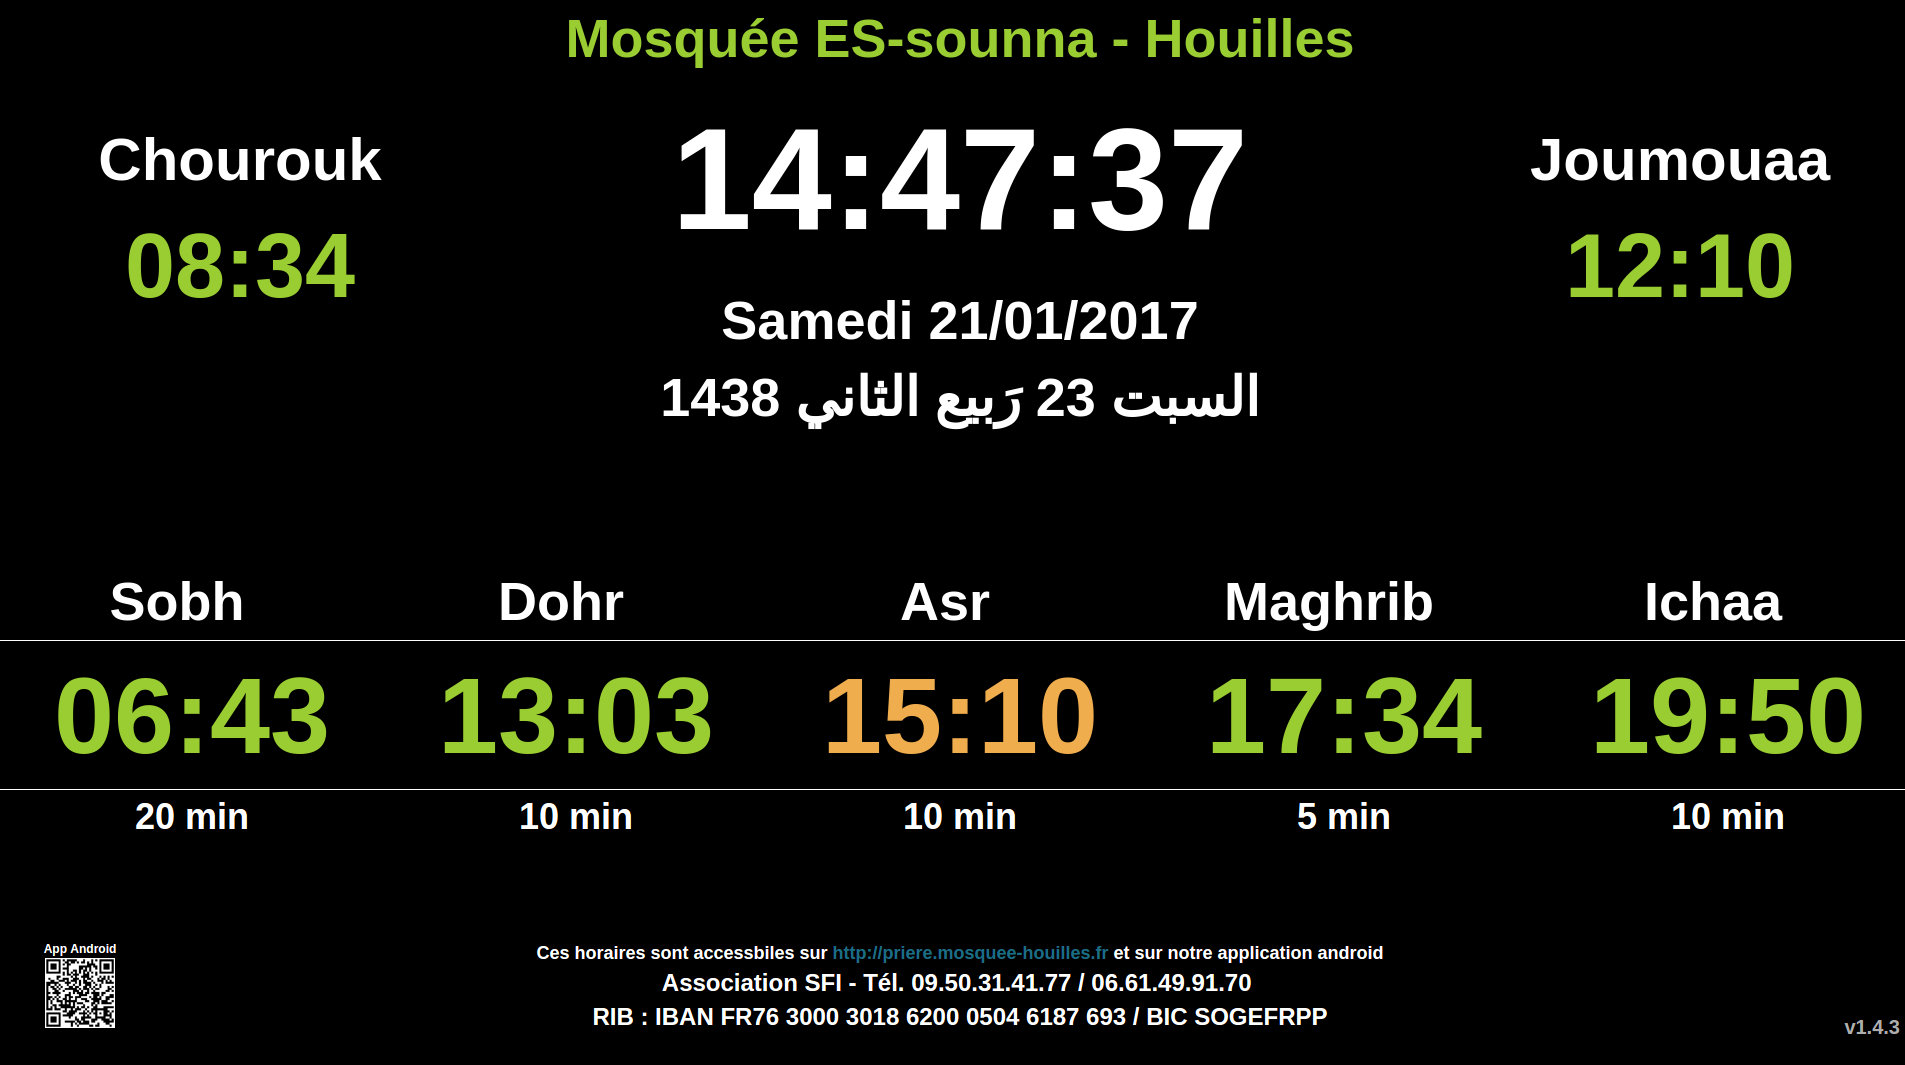 Mosquée ES-sounna - Houilles
Chourouk
08:34
14:47:37
Samedi 21/01/2017
السبت 23 رَبيع الثاني 1438
Joumouaa
12:10
Sobh Dohr Asr Maghrib Ichaa
06:43 13:03 15:10 17:34 19:50
20 min 10 min 10 min 5 min 10 min
App Android
Ces horaires sont accessbiles sur http://priere.mosquee-houilles.fr et sur notre application android
Association SFI - Tél. 09.50.31.41.77 / 06.61.49.91.70
RIB : IBAN FR76 3000 3018 6200 0504 6187 693 / BIC SOGEFRPP
v1.4.3